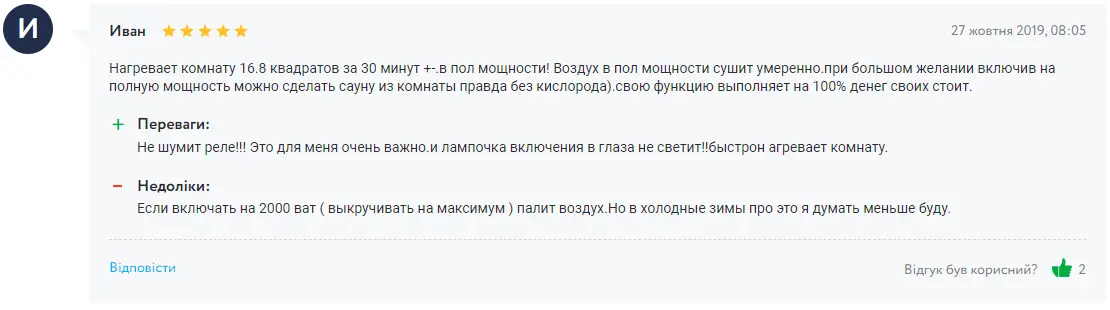 И
Иван
27 жовтня 2019, 08:05
Нагревает комнату 16.8 квадратов за 30 минут +-.в пол мощности! Воздух в пол мощности сушит умеренно.при большом желании включив на
полную мощность можно сделать сауну из комнаты правда без кислорода).свою функцию выполняет на 100% денег своих стоит.
+ Переваги:
Не шумит реле!!! Это для меня очень важно.и лампочка включения в глаза не светит!!быстрон агревает комнату.
− Недоліки:
Если включать на 2000 ват ( выкручивать на максимум ) палит воздух.Но в холодные зимы про это я думать меньше буду.
Відповісти
Відгук був корисний? 2